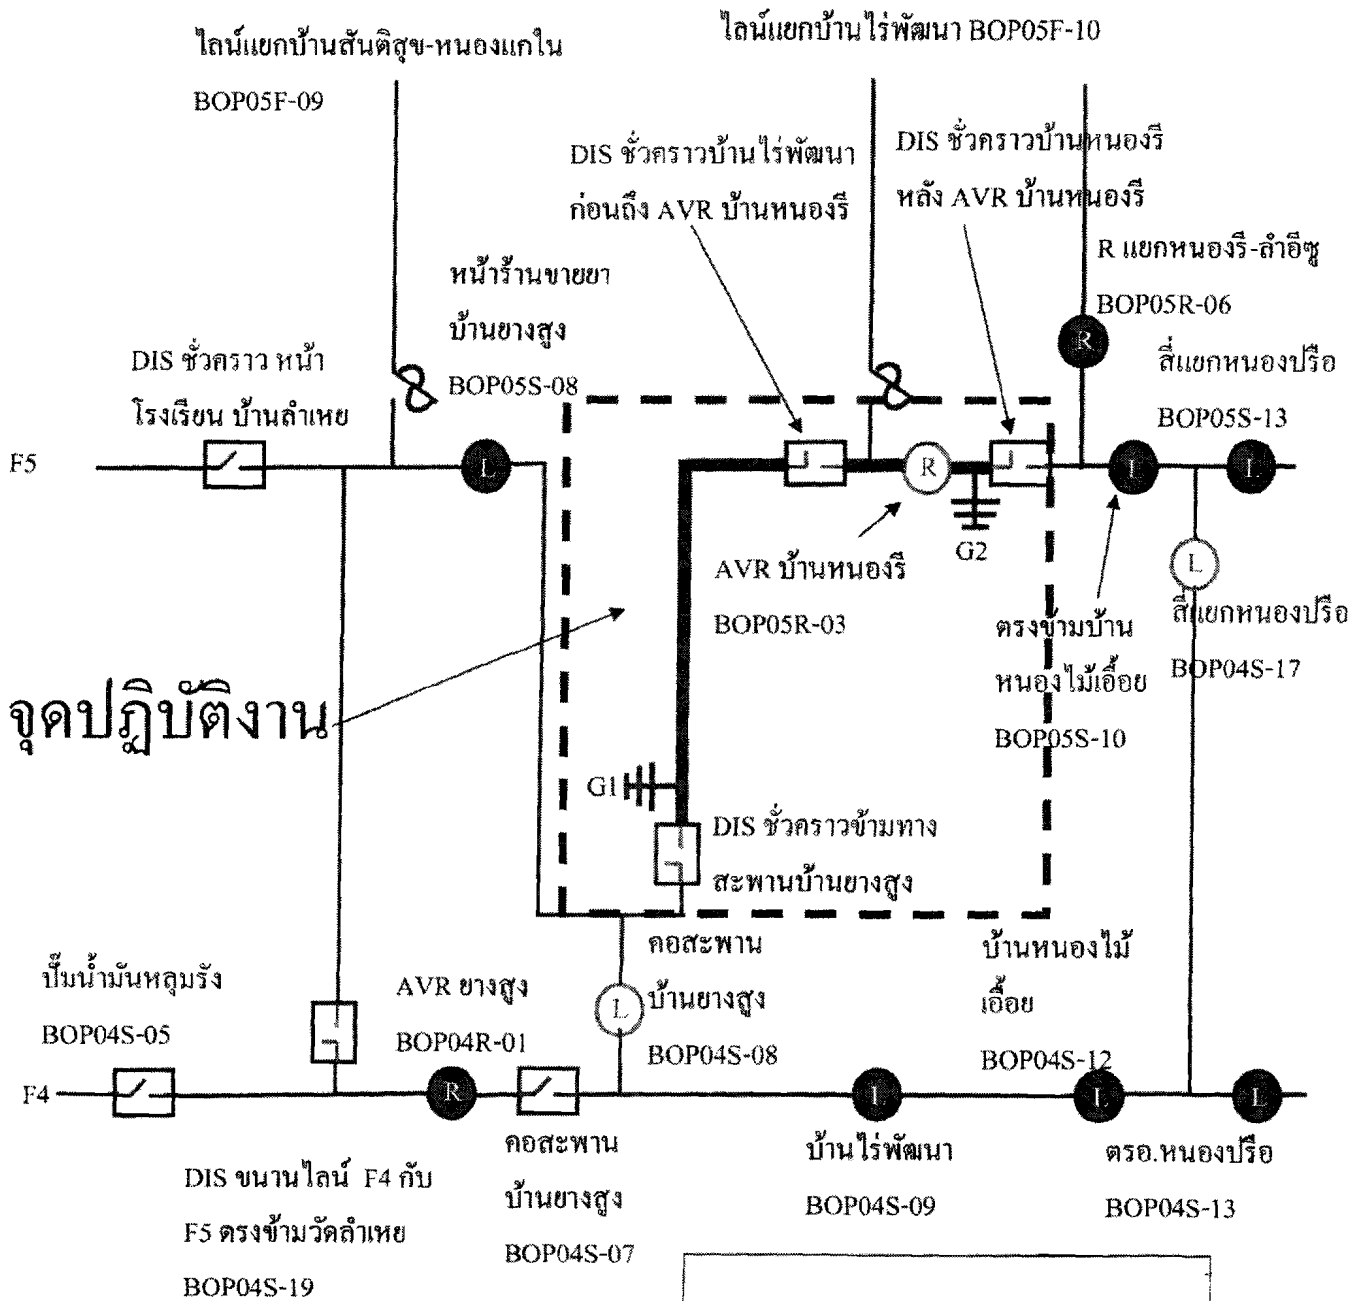 ไลน์แยกบ้านสันติสุข-หนองแกใน
BOP05F-09
ไลน์แยกบ้านไร่พัฒนา BOP05F-10
DIS ชั่วคราวบ้านไร่พัฒนา
ก่อนถึง AVR บ้านหนองรี
DIS ชั่วคราวบ้านหนองรี
หลัง AVR บ้านหนองรี
หน้าร้านขายยา
บ้านยางสูง
BOP05S-08
R แยกหนองรี-ลำอีซู
BOP05R-06
R
DIS ชั่วคราว หน้า
โรงเรียน บ้านลำเหย
สี่แยกหนองปรือ
BOP05S-13
F5
L
R
L
L
G2
AVR บ้านหนองรี
BOP05R-03
L
ตรงข้ามบ้าน
หนองไม้เอื้อย
BOP05S-10
สี่แยกหนองปรือ
BOP04S-17
จุดปฏิบัติงาน
G1
DIS ชั่วคราวข้ามทาง
สะพานบ้านยางสูง
ปั๊มน้ำมันหลุมรัง
BOP04S-05
AVR ยางสูง
BOP04R-01
คอสะพาน
บ้านยางสูง
BOP04S-08
L
บ้านหนองไม้
เอื้อย
BOP04S-12
F4
R
L
L
L
DIS ขนานไลน์ F4 กับ
F5 ตรงข้ามวัดลำเหย
BOP04S-19
คอสะพาน
บ้านยางสูง
BOP04S-07
บ้านไร่พัฒนา
BOP04S-09
ตรอ.หนองปรือ
BOP04S-13